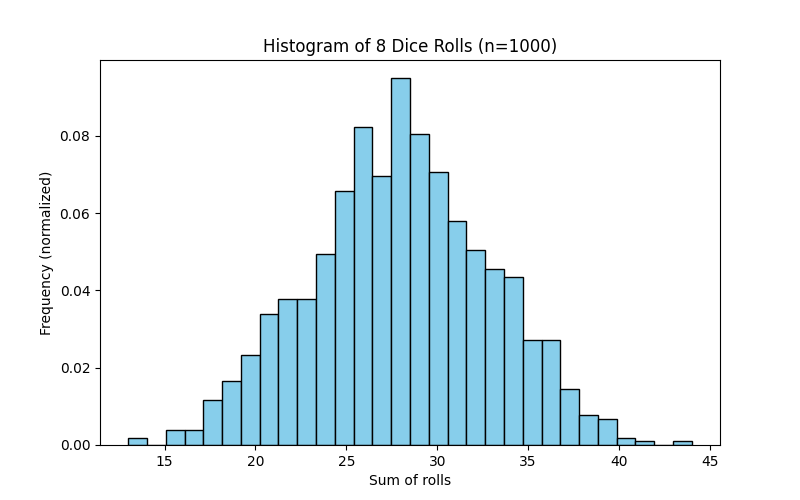 Histogram of 8 Dice Rolls (n=1000)
Frequency (normalized)
0.08
0.06
0.04
0.02
0.00
15 20 25 30 35 40 45
Sum of rolls